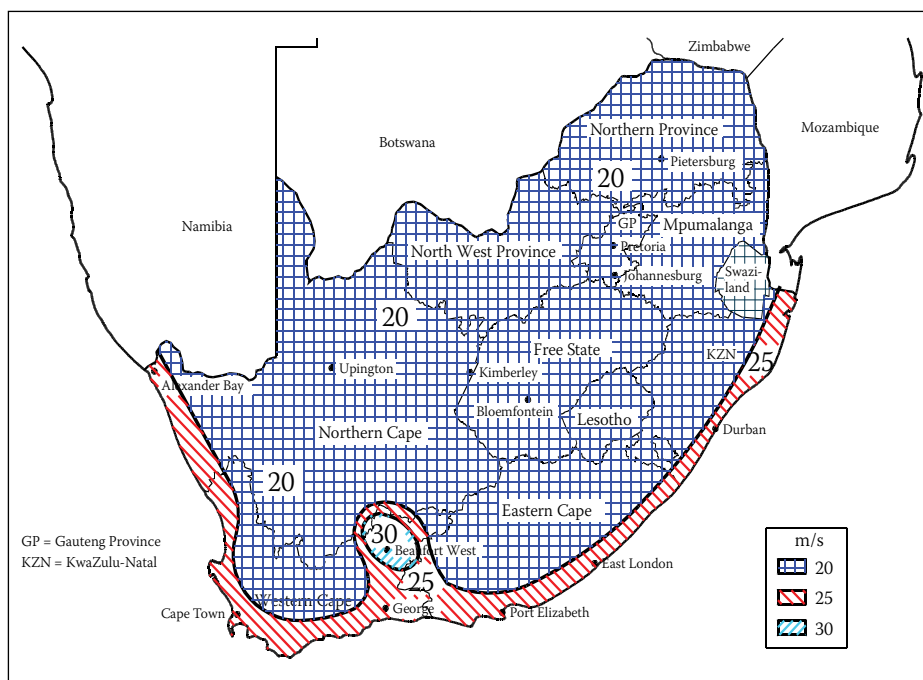 Zimbabwe
Northern Province
Mozambique
Botswana
Pietersburg
20
GP
Mpumalanga
Namibia
Pretoria
North West Province
Johannesburg
Swazi-
land
20
Free State
KZN
25
Upington
Kimberley
Alexander Bay
Bloemfontein
Lesotho
Durban
Northern Cape
20
Eastern Cape
30
Beaufort West
GP = Gauteng Province
KZN = KwaZulu-Natal
East London
25
Western Cape
George
Port Elizabeth
Cape Town
m/s
20
25
30